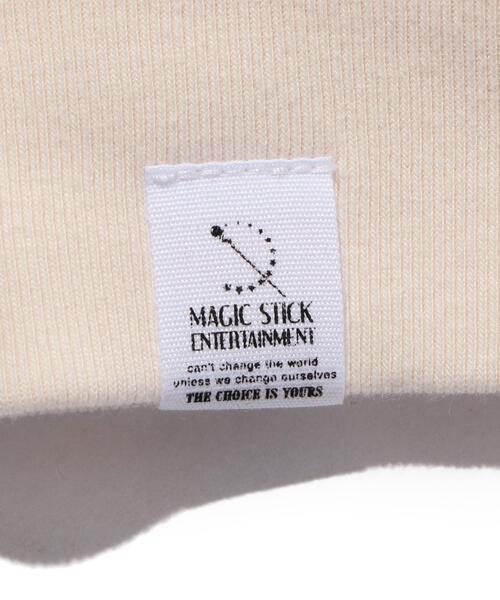 MAGIC STICK
ENTERTAINMENT
can't change the world
unless we change ourselves
THE CHOICE IS YOURS